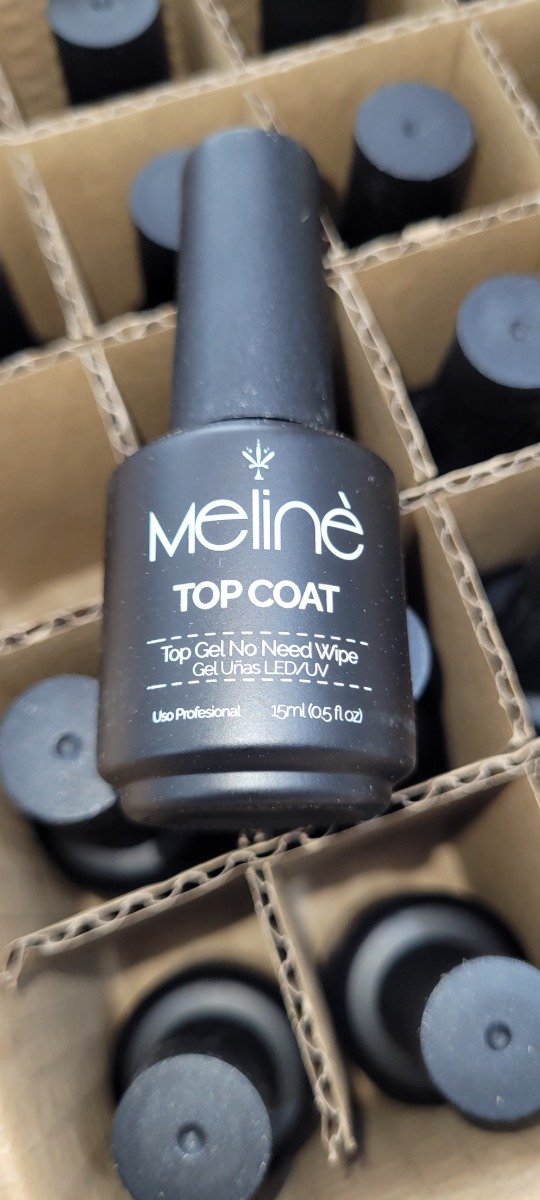 Melinè
TOP COAT
Top Gel No Need Wipe
Gel Uñas LED/UV
Uso Profesional 15ml (0.5 fl oz)